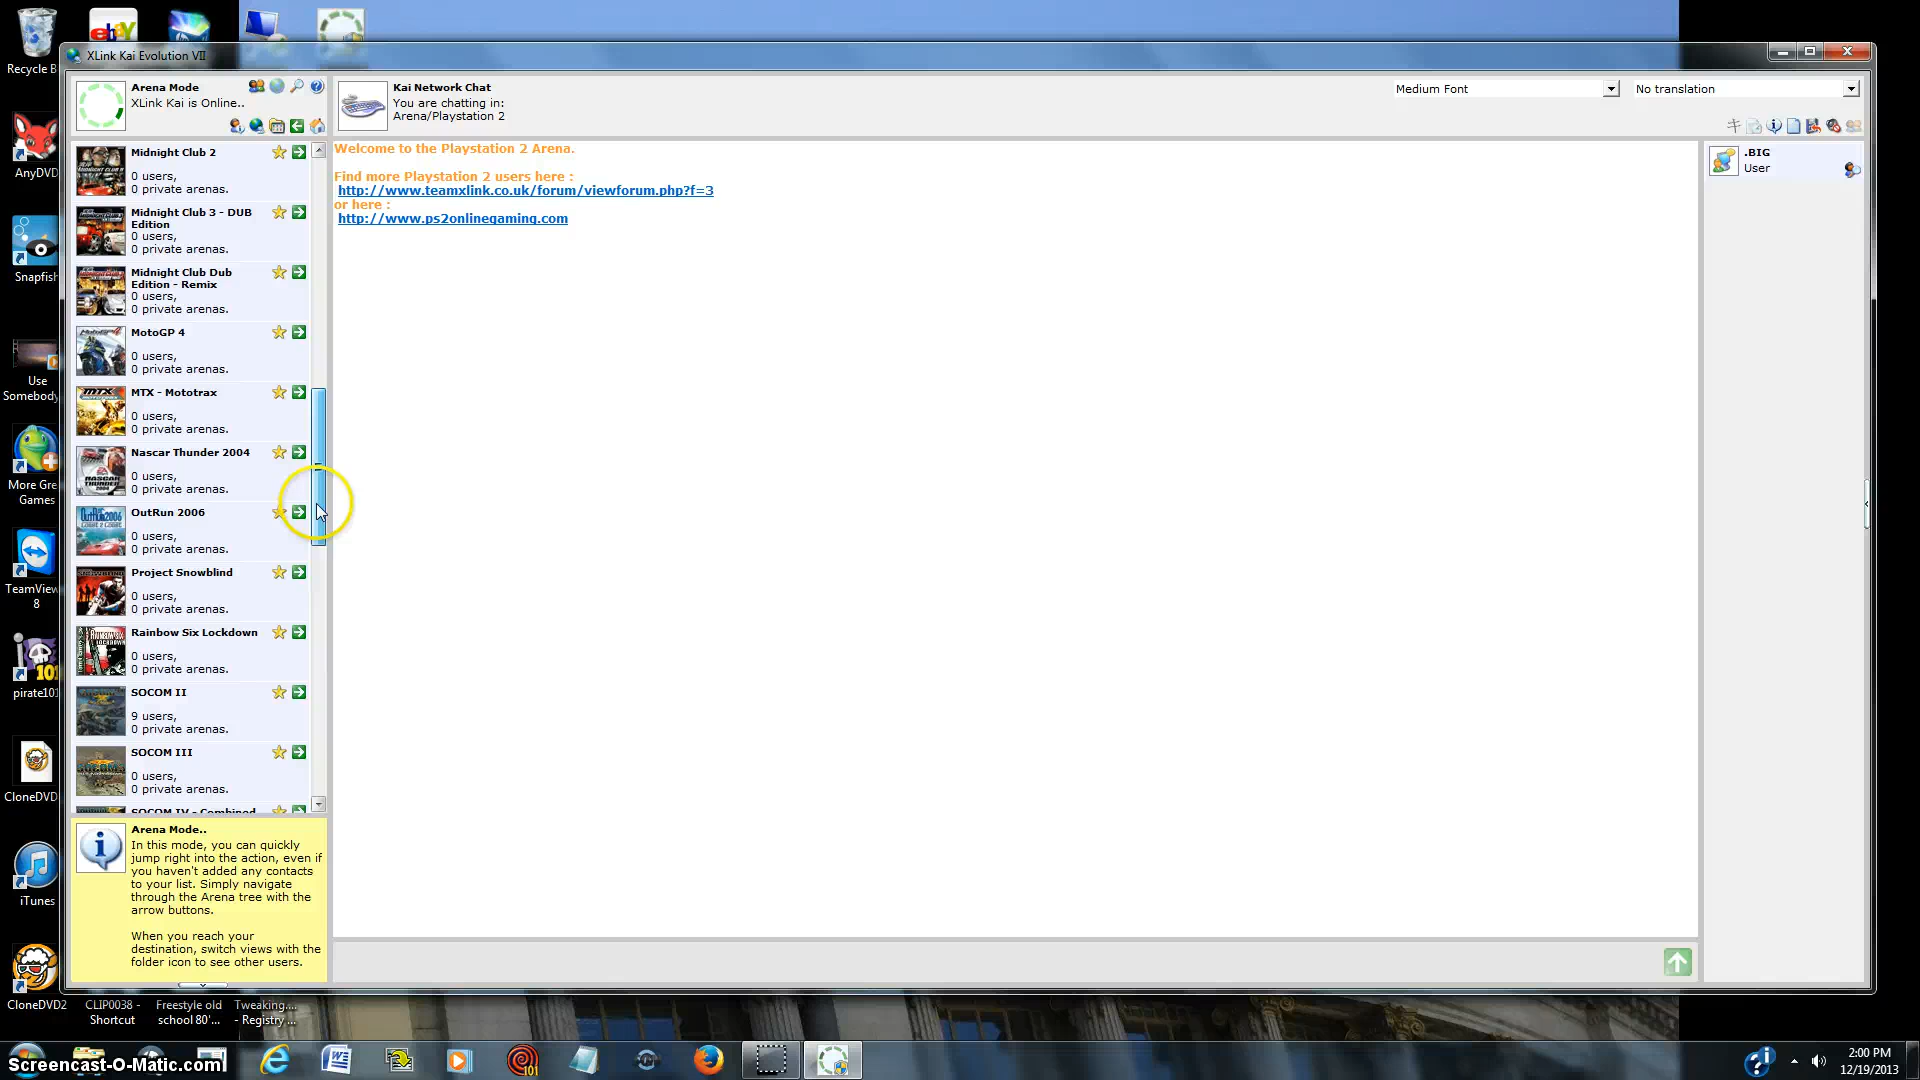 Recycle B
ebY
XLink Kai Evolution VII
Arena Mode
XLink Kai is Online..
Kai Network Chat
You are chatting in:
Arena/Playstation 2
Medium Font
No translation
Midnight Club 2
0 users,
0 private arenas.
Midnight Club 3 - DUB
Edition
0 users,
0 private arenas.
Midnight Club Dub
Edition - Remix
0 users,
0 private arenas.
MotoGP 4
0 users,
0 private arenas.
MTX - Mototrax
0 users,
0 private arenas.
Nascar Thunder 2004
0 users,
0 private arenas.
OutRun 2006
0 users,
0 private arenas.
Project Snowblind
0 users,
0 private arenas.
Rainbow Six Lockdown
0 users,
0 private arenas.
SOCOM II
9 users,
0 private arenas.
SOCOM III
0 users,
0 private arenas.
SOCOM IV - Combined
Welcome to the Playstation 2 Arena.
Find more Playstation 2 users here :
http://www.teamxlink.co.uk/forum/viewforum.php?f=3
or here :
http://www.ps2onlinegaming.com
.BIG
User
Arena Mode..
In this mode, you can quickly
jump right into the action, even if
you haven't added any contacts
to your list. Simply navigate
through the Arena tree with the
arrow buttons.
When you reach your
destination, switch views with the
folder icon to see other users.
AnyDVD
Snapfish
Use
Somebody
More Gre
Games
TeamView
8
pirate101
CloneDVD
iTunes
CloneDVD2
CLIP0038 -
Shortcut
Freestyle old
school 80'...
Tweaking....
- Registry ...
Screencast-O-Matic.com
101
2:00 PM
12/19/2013